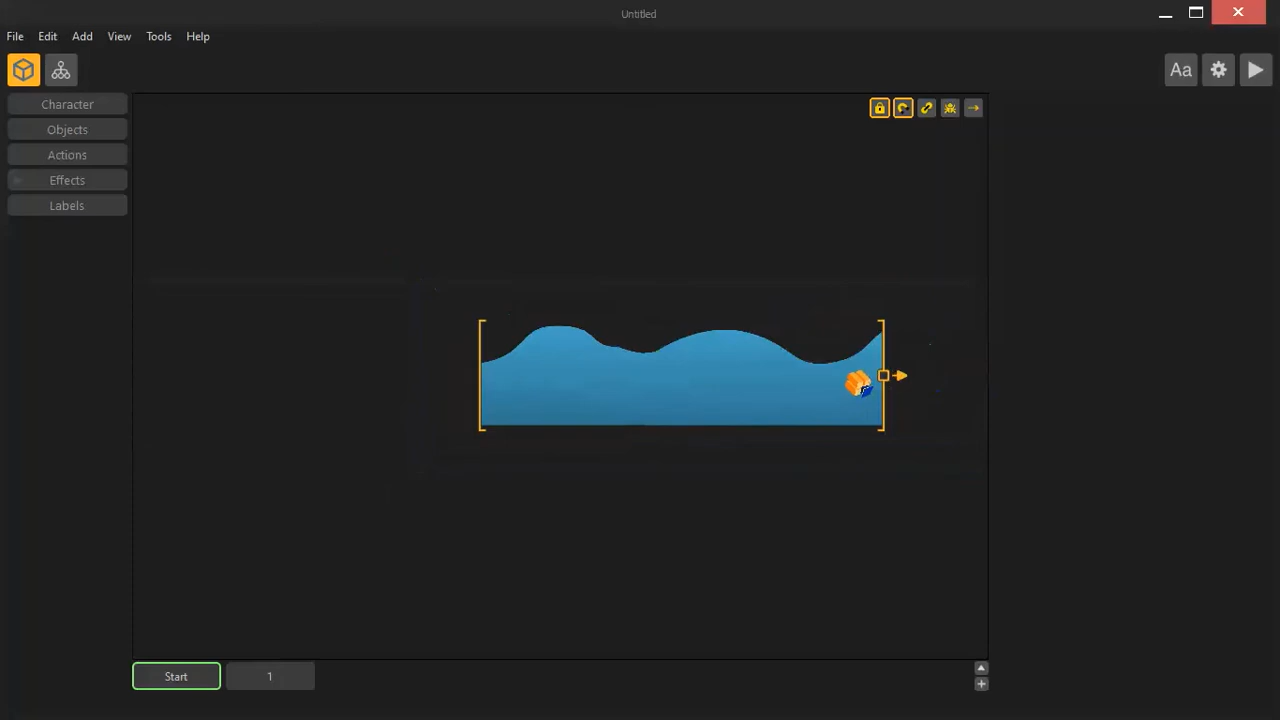 Untitled
File Edit Add View Tools Help
Aa
Character
Objects
Actions
Effects
Labels
Start 1